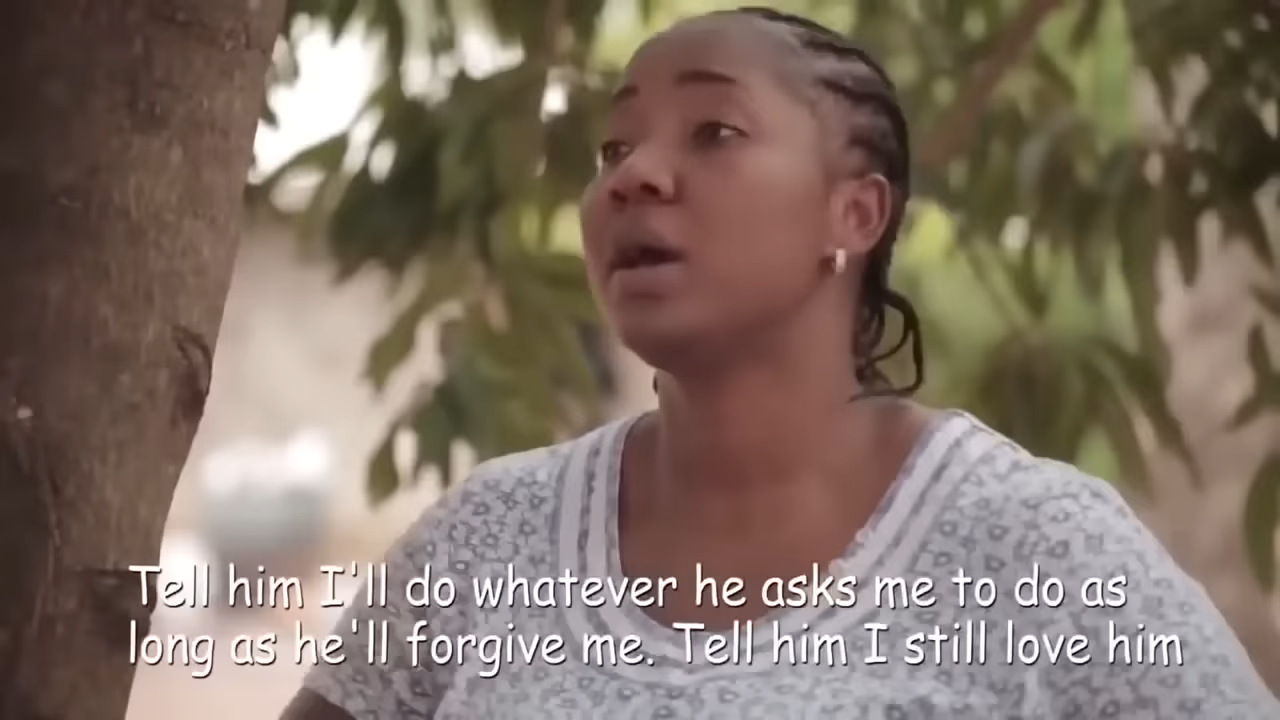 Tell him I'll do whatever he asks me to do as
long as he'll forgive me. Tell him I still love him